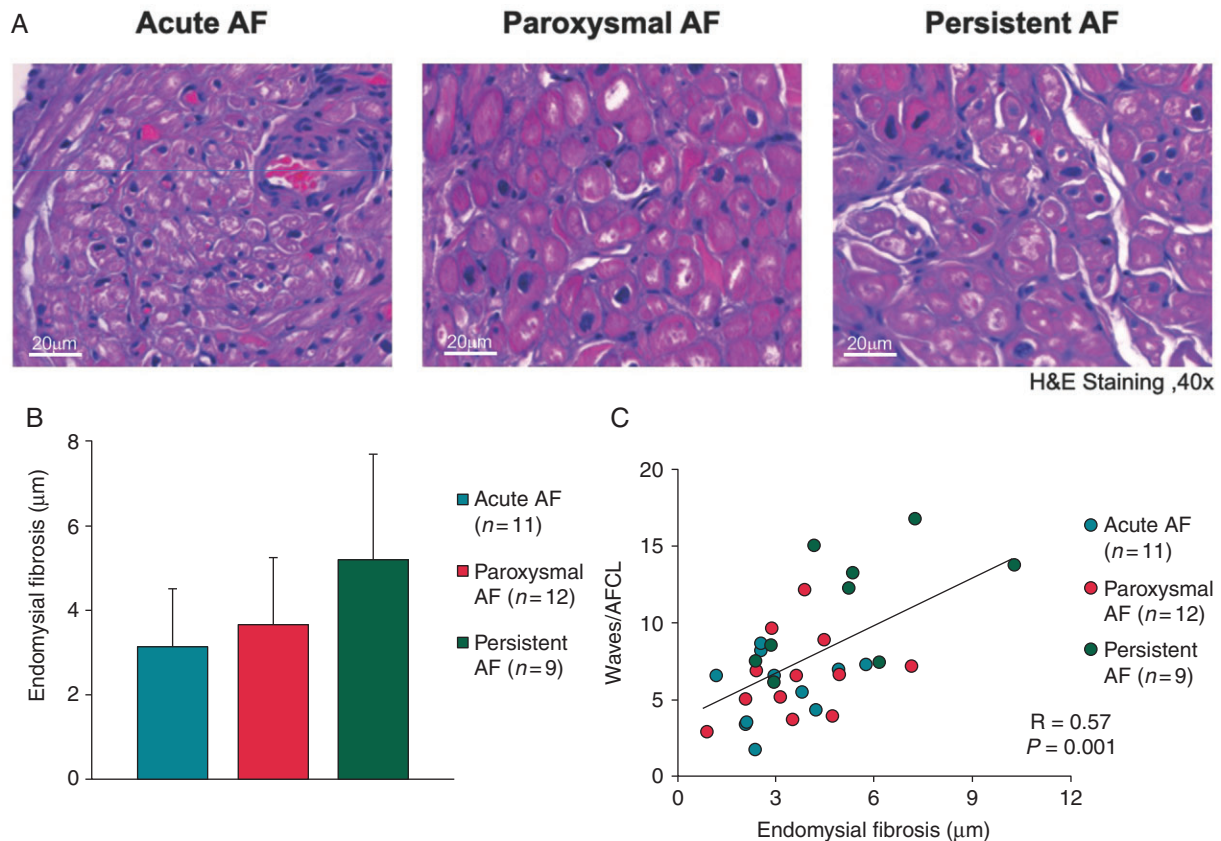 A
Acute AF
Paroxysmal AF
Persistent AF
20μm
20μm
20μm
H&E Staining ,40x
B
Endomysial fibrosis (μm)
8
6
4
2
0
Acute AF
(n=11)
Paroxysmal
AF (n=12)
Persistent
AF (n=9)
C
Waves/AFCL
20
15
10
5
0
0
3
6
9
12
Endomysial fibrosis (μm)
R = 0.57
P = 0.001
Acute AF
(n=11)
Paroxysmal
AF (n=12)
Persistent
AF (n=9)